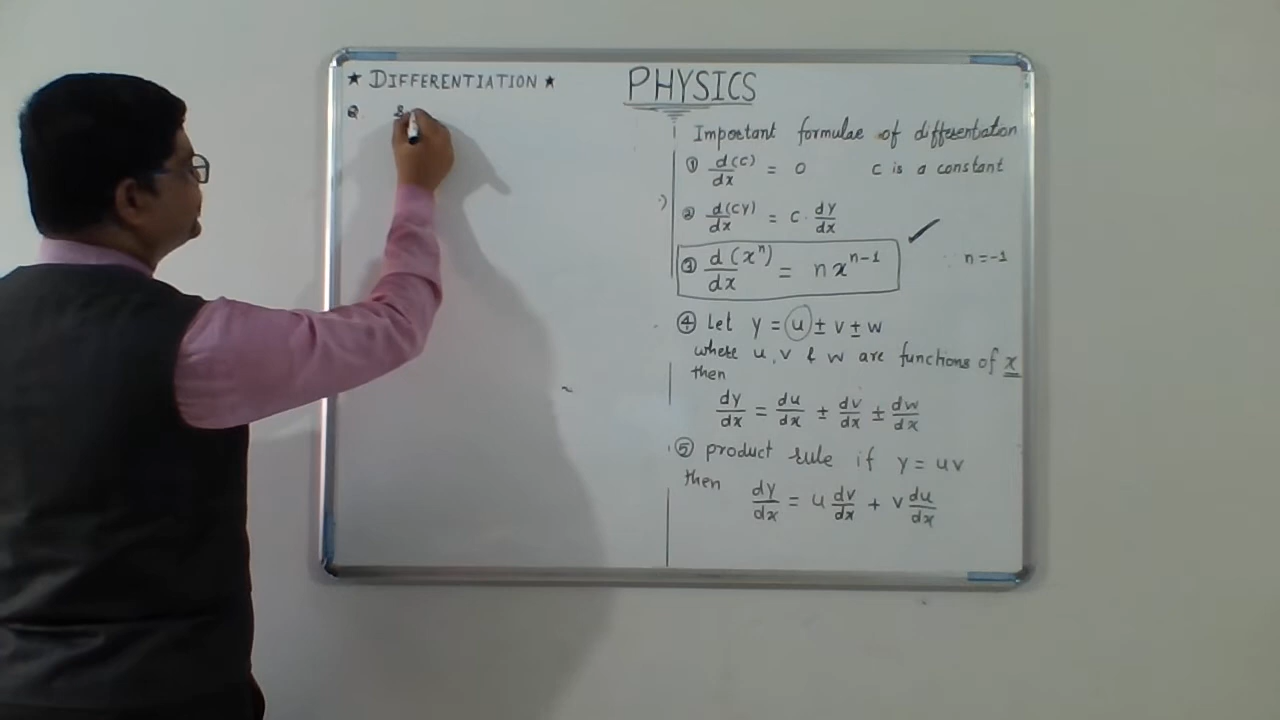 ★ DIFFERENTIATION ★
PHYSICS
Q
Important formulae of differentiation
① d(c)/dx = 0 c is a constant
② d(cy)/dx = c · dy/dx
③ d(xⁿ)/dx = nxⁿ⁻¹ ✓ n = -1
④ Let y = u ± v ± w
where u, v & w are functions of x
then
dy/dx = du/dx ± dv/dx ± dw/dx
⑤ product rule if y = uv
then dy/dx = u dv/dx + v du/dx